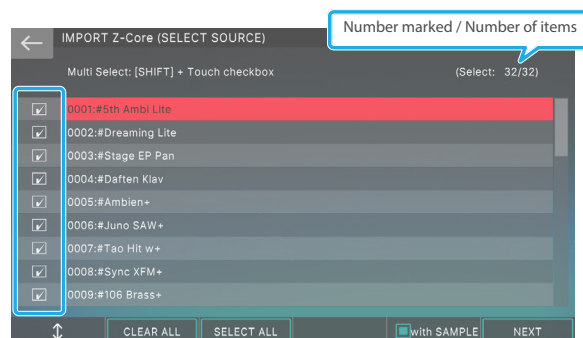 IMPORT Z-Core (SELECT SOURCE)
Number marked / Number of items
Multi Select: [SHIFT] + Touch checkbox
(Select: 32/32)
0001:#5th Ambi Lite
0002:#Dreaming Lite
0003:#Stage EP Pan
0004:#Daften Klav
0005:#Ambien+
0006:#Juno SAW+
0007:#Tao Hit w+
0008:#Sync XFM+
0009:#106 Brass+
CLEAR ALL
SELECT ALL
with SAMPLE
NEXT